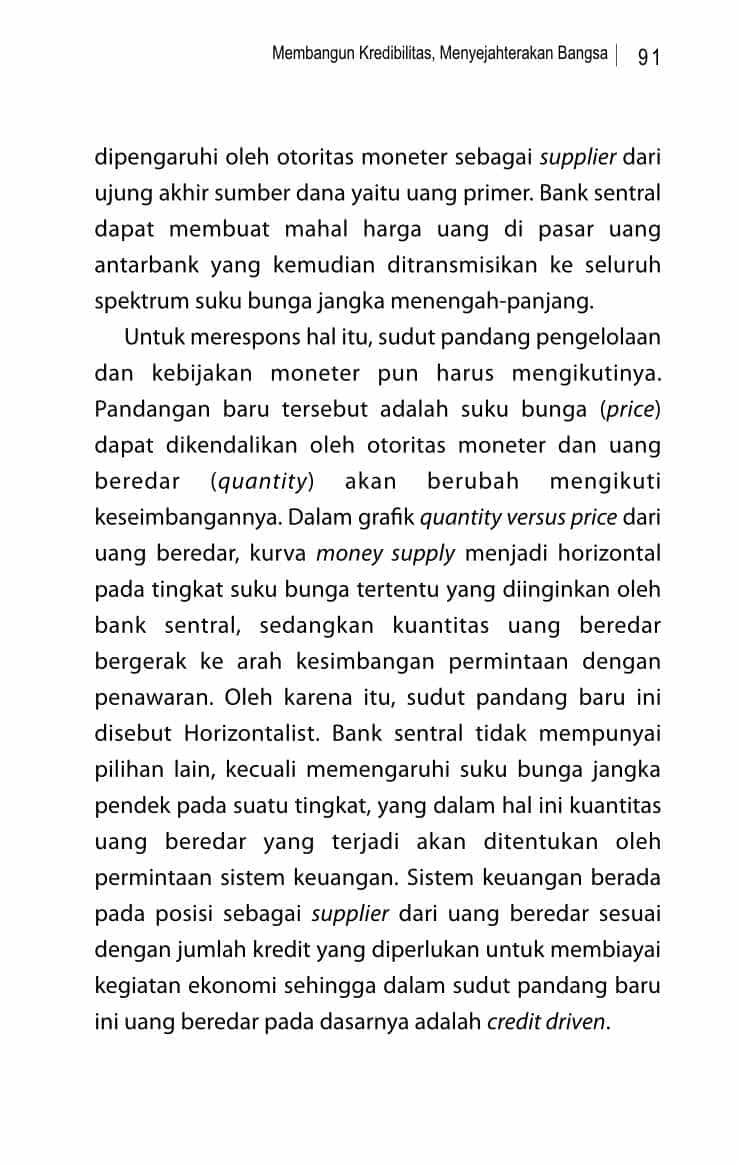 Membangun Kredibilitas, Menyejahterakan Bangsa | 91
dipengaruhi oleh otoritas moneter sebagai supplier dari
ujung akhir sumber dana yaitu uang primer. Bank sentral
dapat membuat mahal harga uang di pasar uang
antarbank yang kemudian ditransmisikan ke seluruh
spektrum suku bunga jangka menengah-panjang.
Untuk merespons hal itu, sudut pandang pengelolaan
dan kebijakan moneter pun harus mengikutinya.
Pandangan baru tersebut adalah suku bunga (price)
dapat dikendalikan oleh otoritas moneter dan uang
beredar (quantity) akan berubah mengikuti
keseimbangannya. Dalam grafik quantity versus price dari
uang beredar, kurva money supply menjadi horizontal
pada tingkat suku bunga tertentu yang diinginkan oleh
bank sentral, sedangkan kuantitas uang beredar
bergerak ke arah kesimbangan permintaan dengan
penawaran. Oleh karena itu, sudut pandang baru ini
disebut Horizontalist. Bank sentral tidak mempunyai
pilihan lain, kecuali memengaruhi suku bunga jangka
pendek pada suatu tingkat, yang dalam hal ini kuantitas
uang beredar yang terjadi akan ditentukan oleh
permintaan sistem keuangan. Sistem keuangan berada
pada posisi sebagai supplier dari uang beredar sesuai
dengan jumlah kredit yang diperlukan untuk membiayai
kegiatan ekonomi sehingga dalam sudut pandang baru
ini uang beredar pada dasarnya adalah credit driven.